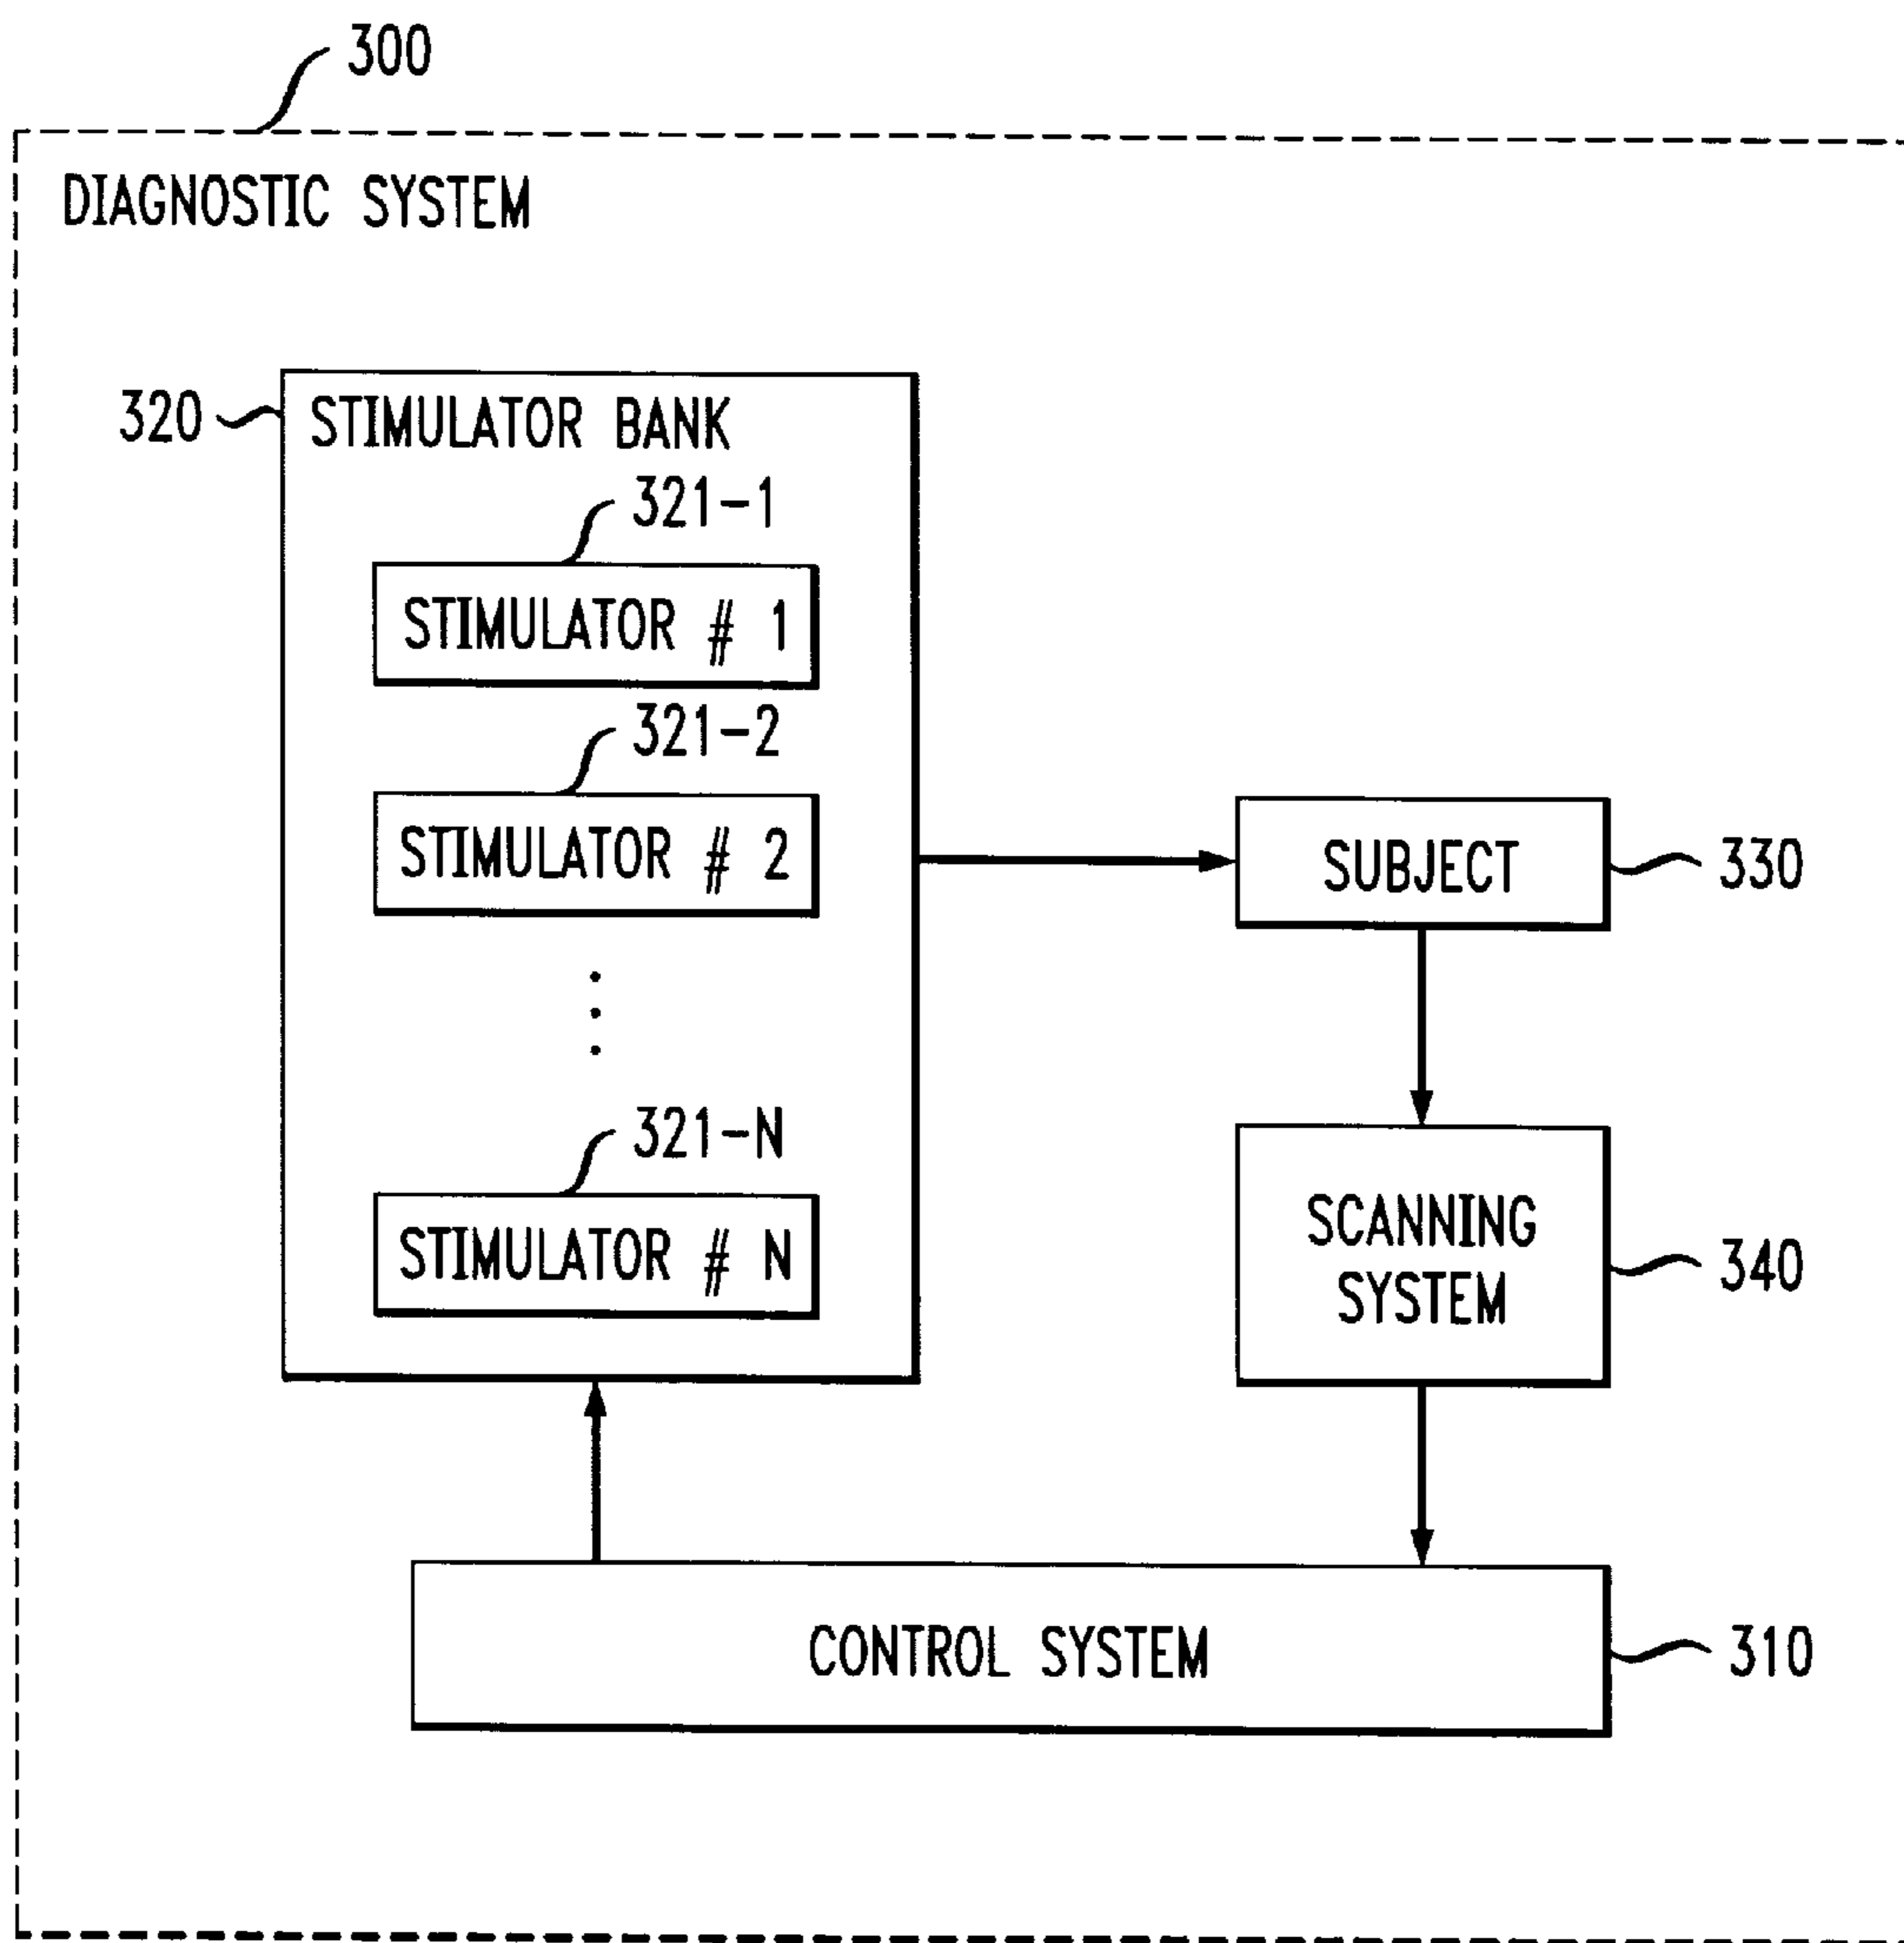 300
DIAGNOSTIC SYSTEM
320
STIMULATOR BANK
321-1
STIMULATOR # 1
321-2
STIMULATOR # 2
321-N
STIMULATOR # N
SUBJECT
330
SCANNING
SYSTEM
340
CONTROL SYSTEM
310